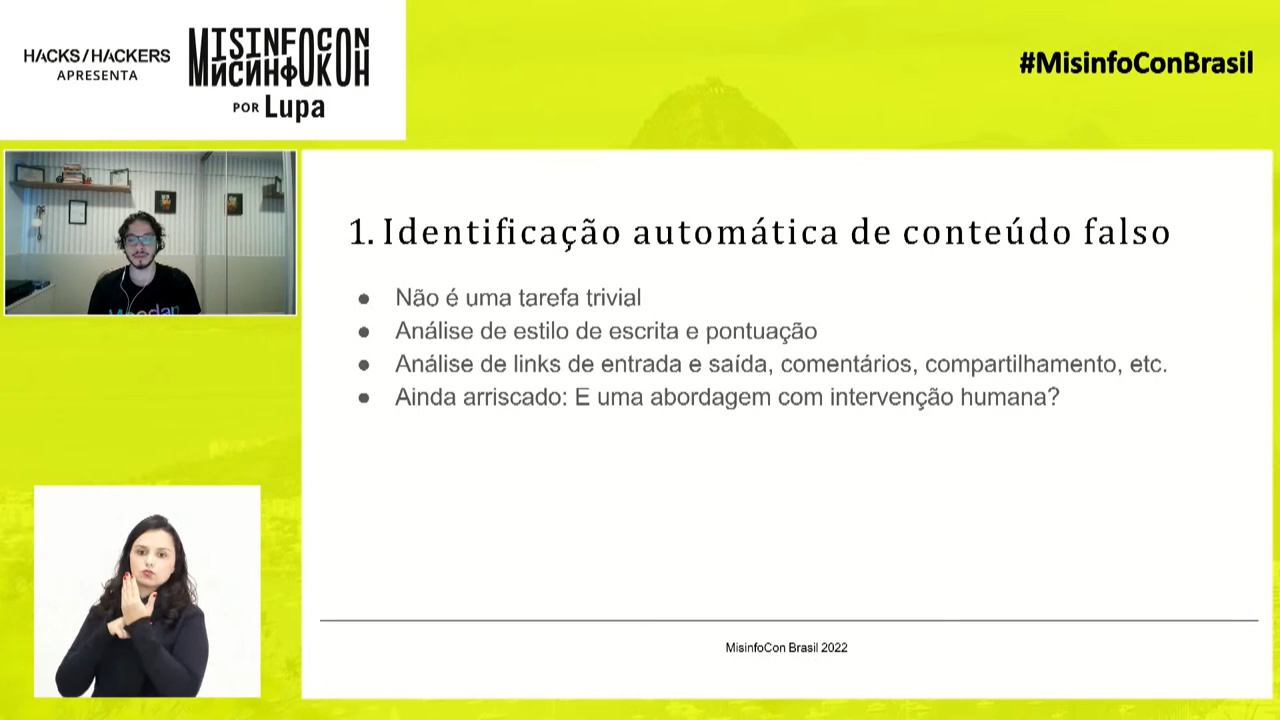 HACKS/HACKERS
APRESENTA
MISINFOCON
МИСИНФОКОН
POR Lupa
#MisinfoConBrasil
Meedan
1. Identificação automática de conteúdo falso
● Não é uma tarefa trivial
● Análise de estilo de escrita e pontuação
● Análise de links de entrada e saída, comentários, compartilhamento, etc.
● Ainda arriscado: E uma abordagem com intervenção humana?
MisinfoCon Brasil 2022